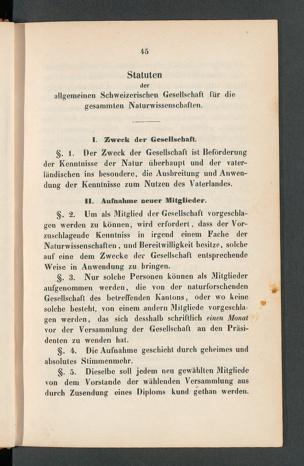 45
Statuten
der
allgemeinen Schweizerischen Gesellschaft für die
gesammten Naturwissenschaften.
I. Zweck der Gesellschaft.
§. 1. Der Zweck der Gesellschaft ist Beförderung
der Kenntnisse der Natur überhaupt und der vater-
ländischen ins besondere, die Ausbreitung und Anwen-
dung der Kenntnisse zum Nutzen des Vaterlandes.
II. Aufnahme neuer Mitglieder.
§. 2. Um als Mitglied der Gesellschaft vorgeschla-
gen werden zu können, wird erfordert, dass der Vor-
zuschlagende Kenntniss in irgend einem Fache der
Naturwissenschaften, und Bereitwilligkeit besitze, solche
auf eine dem Zwecke der Gesellschaft entsprechende
Weise in Anwendung zu bringen.
§. 3. Nur solche Personen können als Mitglieder
aufgenommen werden, die von der naturforschenden
Gesellschaft des betreffenden Kantons, oder wo keine
solche besteht, von einem andern Mitgliede vorgeschla-
gen werden, das sich desshalb schriftlich einen Monat
vor der Versammlung der Gesellschaft an den Präsi-
denten zu wenden hat.
§. 4. Die Aufnahme geschieht durch geheimes und
absolutes Stimmenmehr.
§. 5. Dieselbe soll jedem neu gewählten Mitgliede
von dem Vorstande der wählenden Versammlung aus
durch Zusendung eines Diploms kund gethan werden.